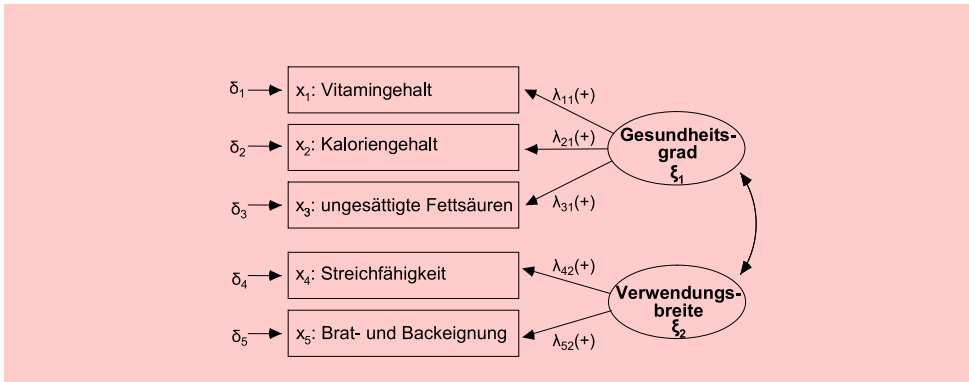 δ₁ x₁: Vitamingehalt λ₁₁(+)
δ₂ x₂: Kaloriengehalt λ₂₁(+)
δ₃ x₃: ungesättigte Fettsäuren λ₃₁(+)
Gesundheits-
grad
ξ₁
δ₄ x₄: Streichfähigkeit λ₄₂(+)
δ₅ x₅: Brat- und Backeignung λ₅₂(+)
Verwendungs-
breite
ξ₂